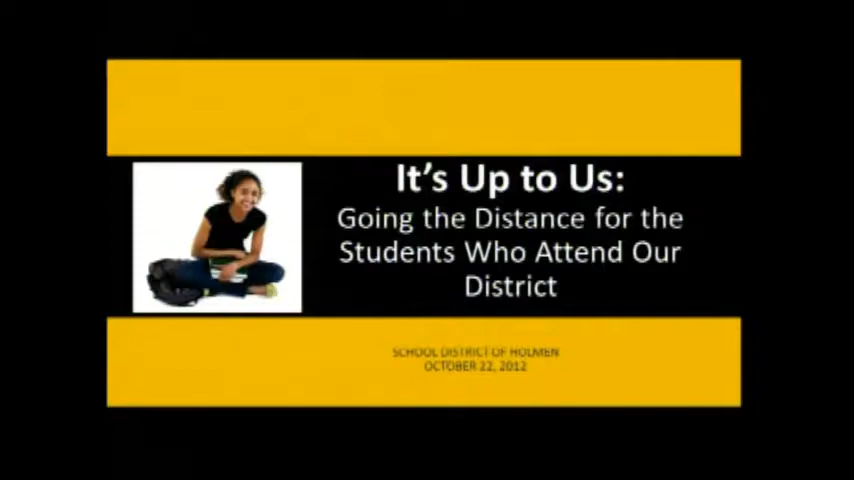 It's Up to Us:
Going the Distance for the
Students Who Attend Our
District
SCHOOL DISTRICT OF HOLMEN
OCTOBER 22, 2012